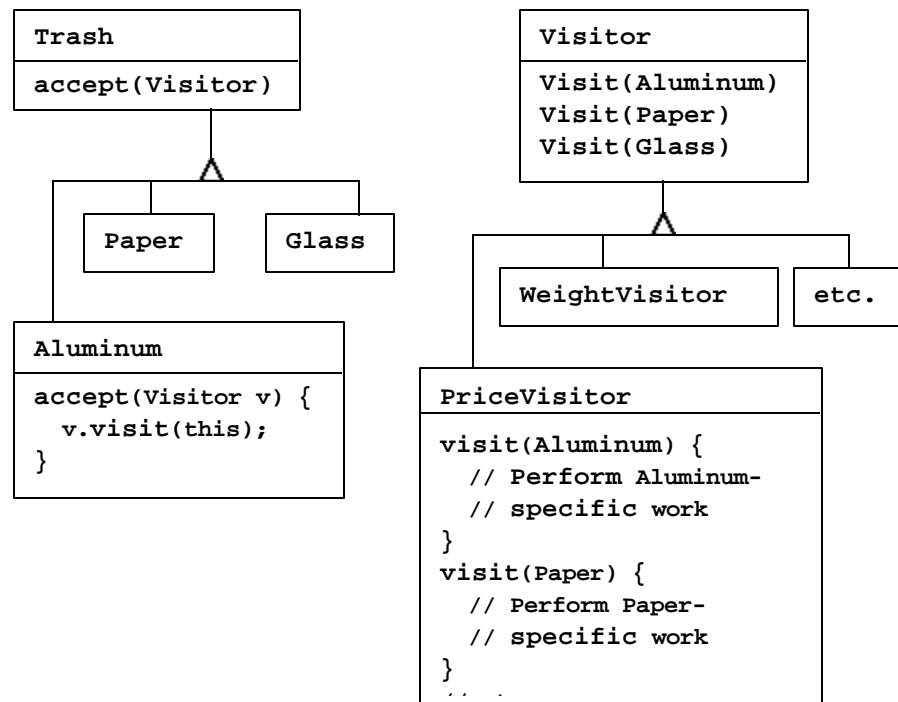 Trash
accept(Visitor)
Paper
Glass
Aluminum
accept(Visitor v) {
v.visit(this);
}
Visitor
Visit(Aluminum)
Visit(Paper)
Visit(Glass)
WeightVisitor
etc.
PriceVisitor
visit(Aluminum) {
// Perform Aluminum-
// specific work
}
visit(Paper) {
// Perform Paper-
// specific work
}